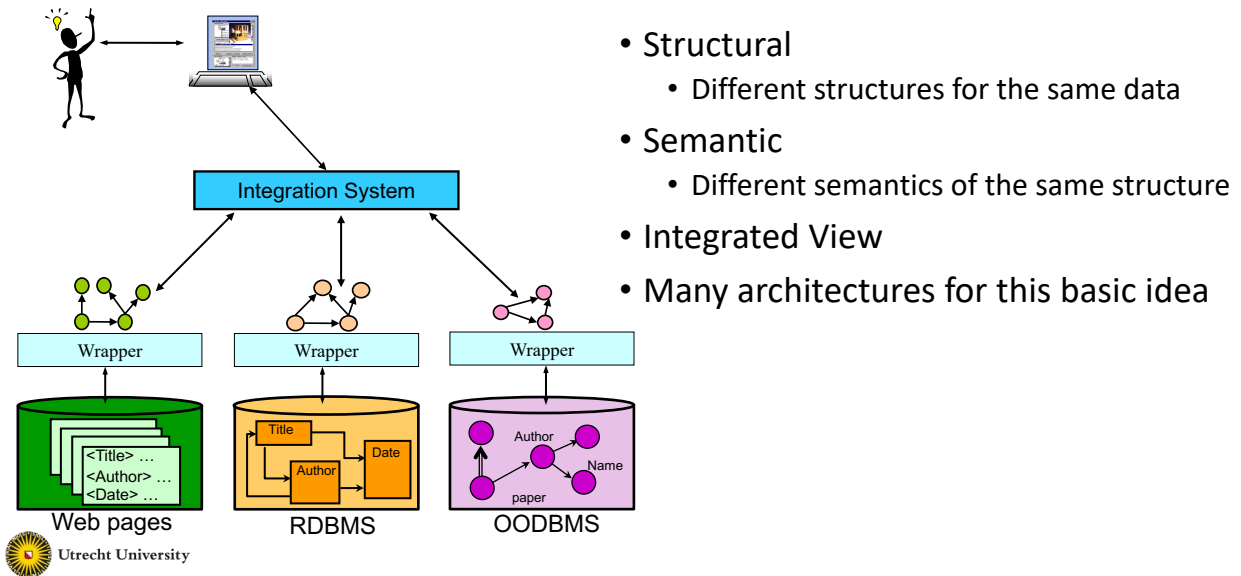 • Structural
• Different structures for the same data
• Semantic
• Different semantics of the same structure
• Integrated View
• Many architectures for this basic idea
Integration System
Wrapper
Wrapper
Wrapper
<Title> ...
<Author> ...
<Date> ...
Title
Author
Date
Author
Name
paper
Web pages
RDBMS
OODBMS
Utrecht University